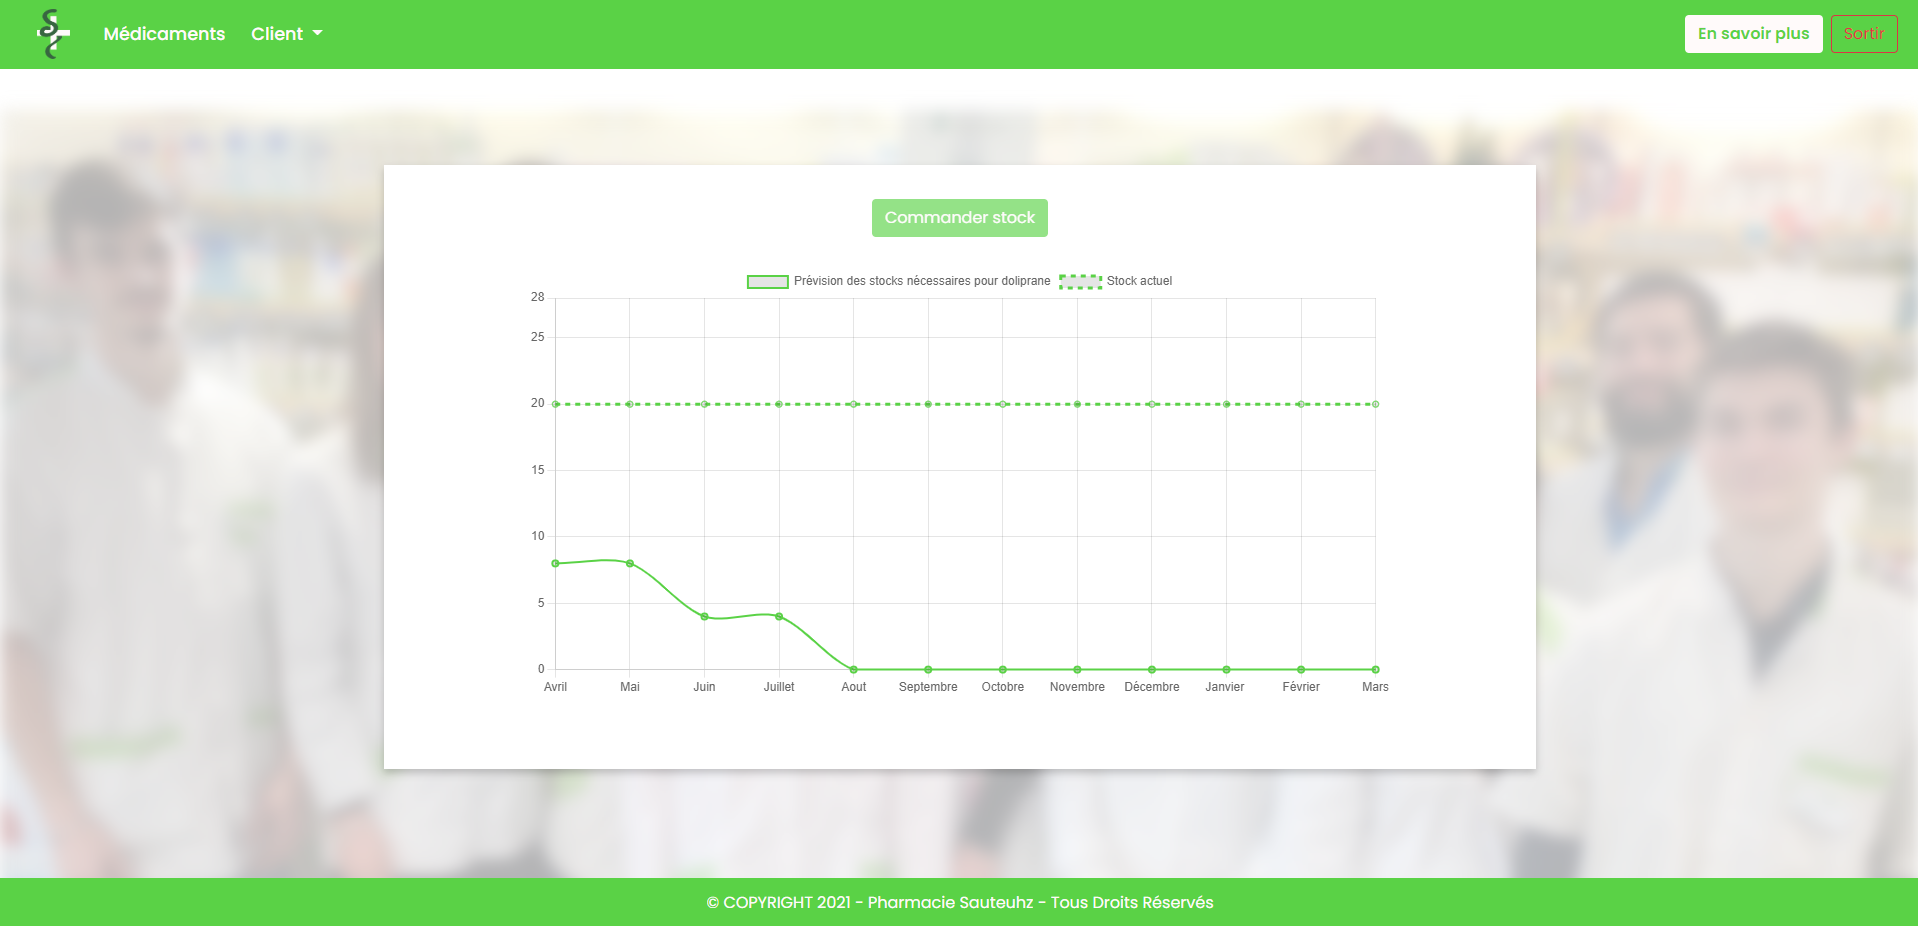 Médicaments Client En savoir plus Sortir
Commander stock
Prévision des stocks nécessaires pour doliprane Stock actuel
28
25
20
15
10
5
0
Avril Mai Juin Juillet Aout Septembre Octobre Novembre Décembre Janvier Février Mars
© COPYRIGHT 2021 - Pharmacie Sauteuhz - Tous Droits Réservés